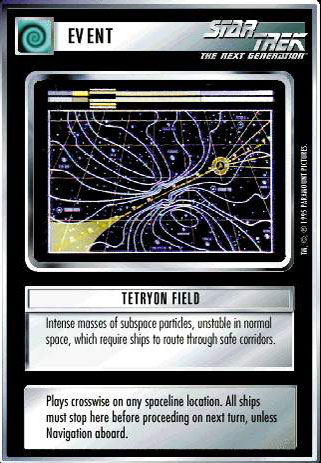 EVENT
STAR TREK
THE NEXT GENERATION
TM, ©, ® 1995 PARAMOUNT PICTURES.
TETRYON FIELD
Intense masses of subspace particles, unstable in normal
space, which require ships to route through safe corridors.
Plays crosswise on any spaceline location. All ships
must stop here before proceeding on next turn, unless
Navigation aboard.